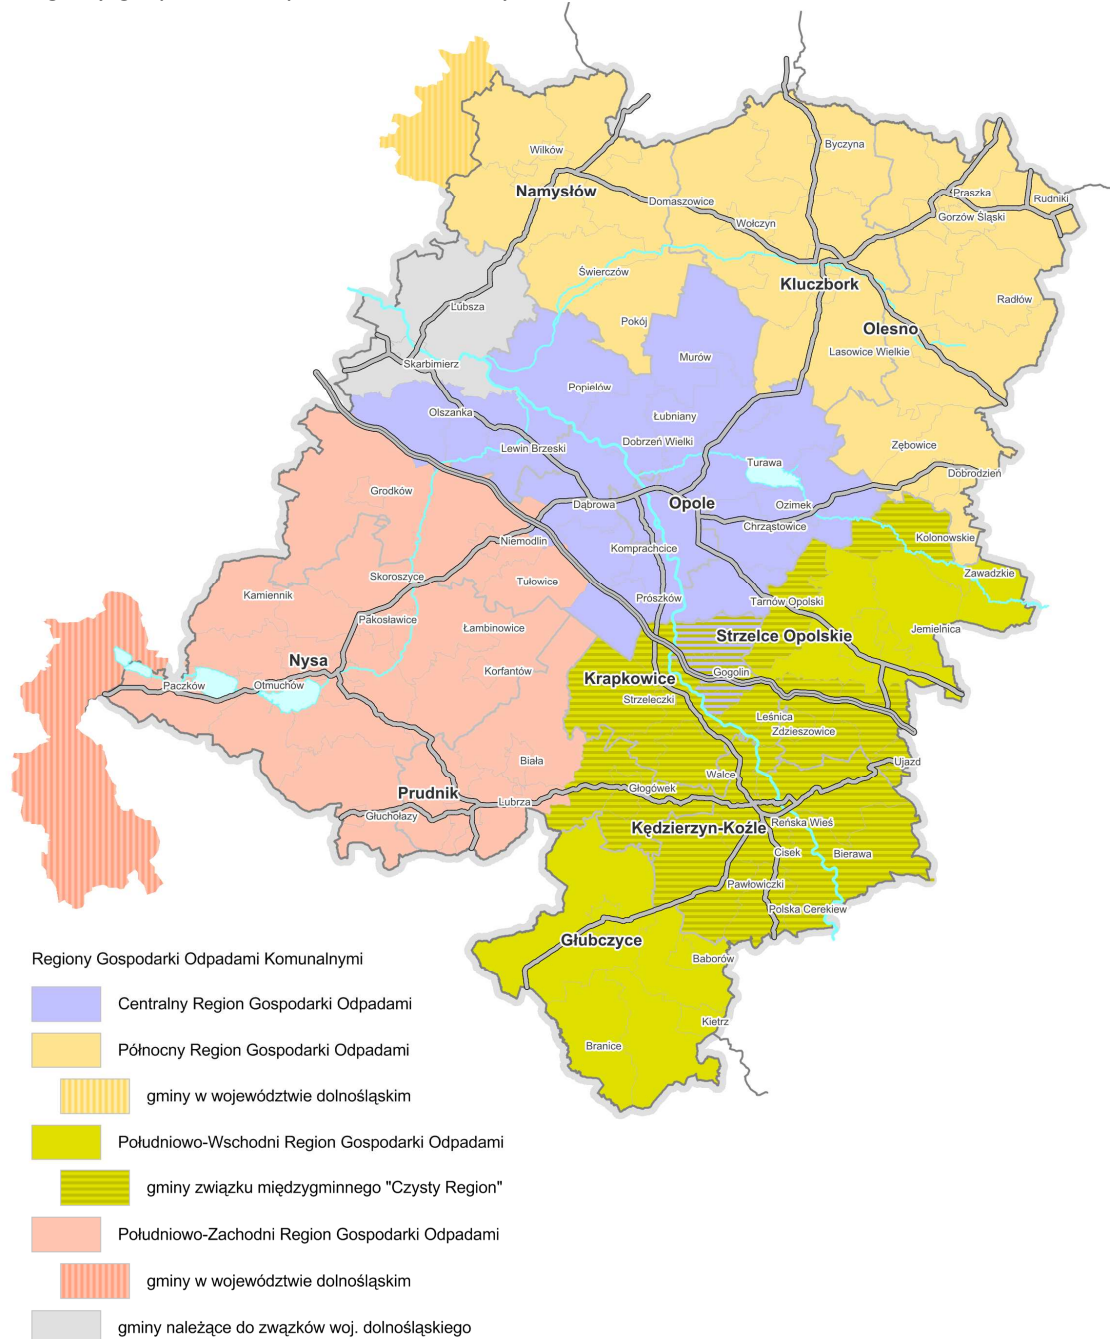 Wilków
Byczyna
Namysłów
Praszka
Rudniki
Domaszowice
Gorzów Śląski
Wołczyn
Świerczów
Kluczbork
Radłów
Lubsza
Pokój
Olesno
Murów
Lasowice Wielkie
Skarbimierz
Popielów
Olszanka
Łubniany
Dobrzeń Wielki
Zębowice
Lewin Brzeski
Turawa
Dobrodzień
Grodków
Dąbrowa
Opole
Ozimek
Chrząstowice
Niemodlin
Komprachcice
Kolonowskie
Skoroszyce
Tułowice
Zawadzkie
Kamiennik
Prószków
Tarnów Opolski
Pakosławice
Łambinowice
Strzelce Opolskie
Jemielnica
Nysa
Korfantów
Krapkowice
Gogolin
Paczków
Otmuchów
Strzeleczki
Leśnica
Zdzieszowice
Biała
Ujazd
Walce
Prudnik
Lubrza
Głogówek
Głuchołazy
Kędzierzyn-Koźle
Reńska Wieś
Cisek
Bierawa
Pawłowiczki
Polska Cerekiew
Głubczyce
Baborów
Kietrz
Branice
Regiony Gospodarki Odpadami Komunalnymi
Centralny Region Gospodarki Odpadami
Północny Region Gospodarki Odpadami
gminy w województwie dolnośląskim
Południowo-Wschodni Region Gospodarki Odpadami
gminy związku międzygminnego "Czysty Region"
Południowo-Zachodni Region Gospodarki Odpadami
gminy w województwie dolnośląskim
gminy należące do zwązków woj. dolnośląskiego